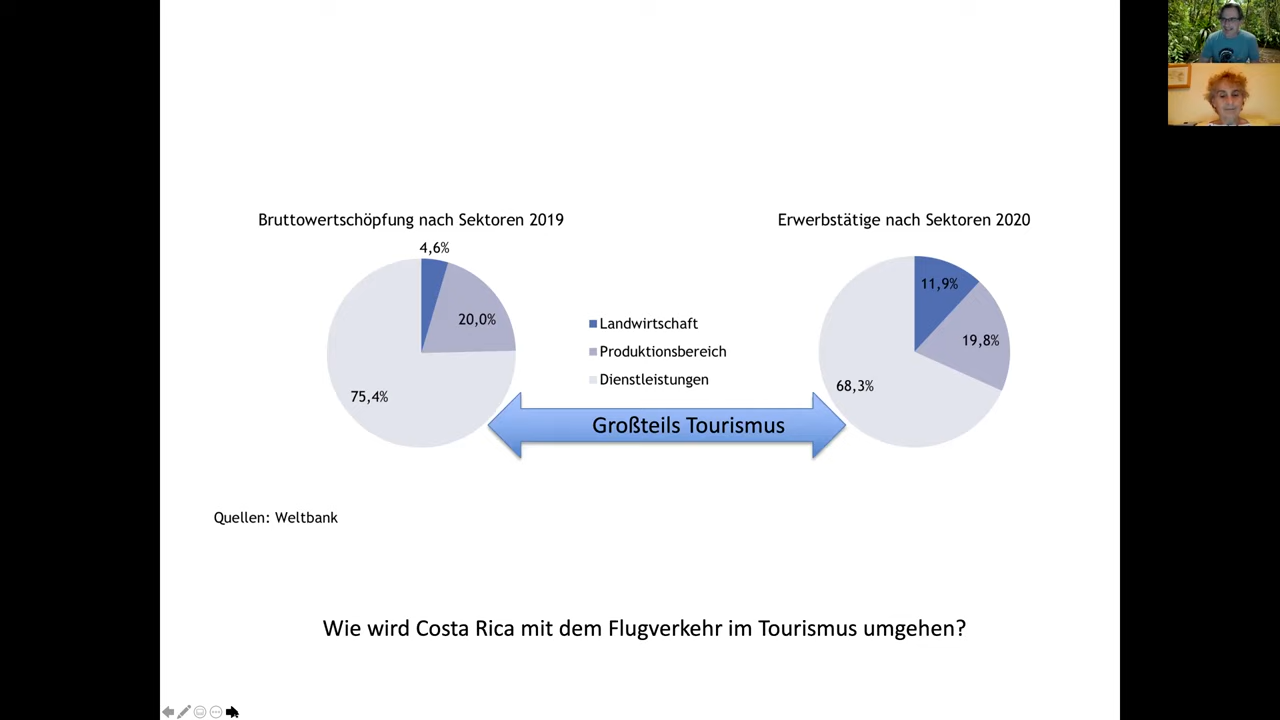 Bruttowertschöpfung nach Sektoren 2019
4,6%
20,0%
75,4%
Landwirtschaft
Produktionsbereich
Dienstleistungen
Erwerbstätige nach Sektoren 2020
11,9%
19,8%
68,3%
Großteils Tourismus
Quellen: Weltbank
Wie wird Costa Rica mit dem Flugverkehr im Tourismus umgehen?